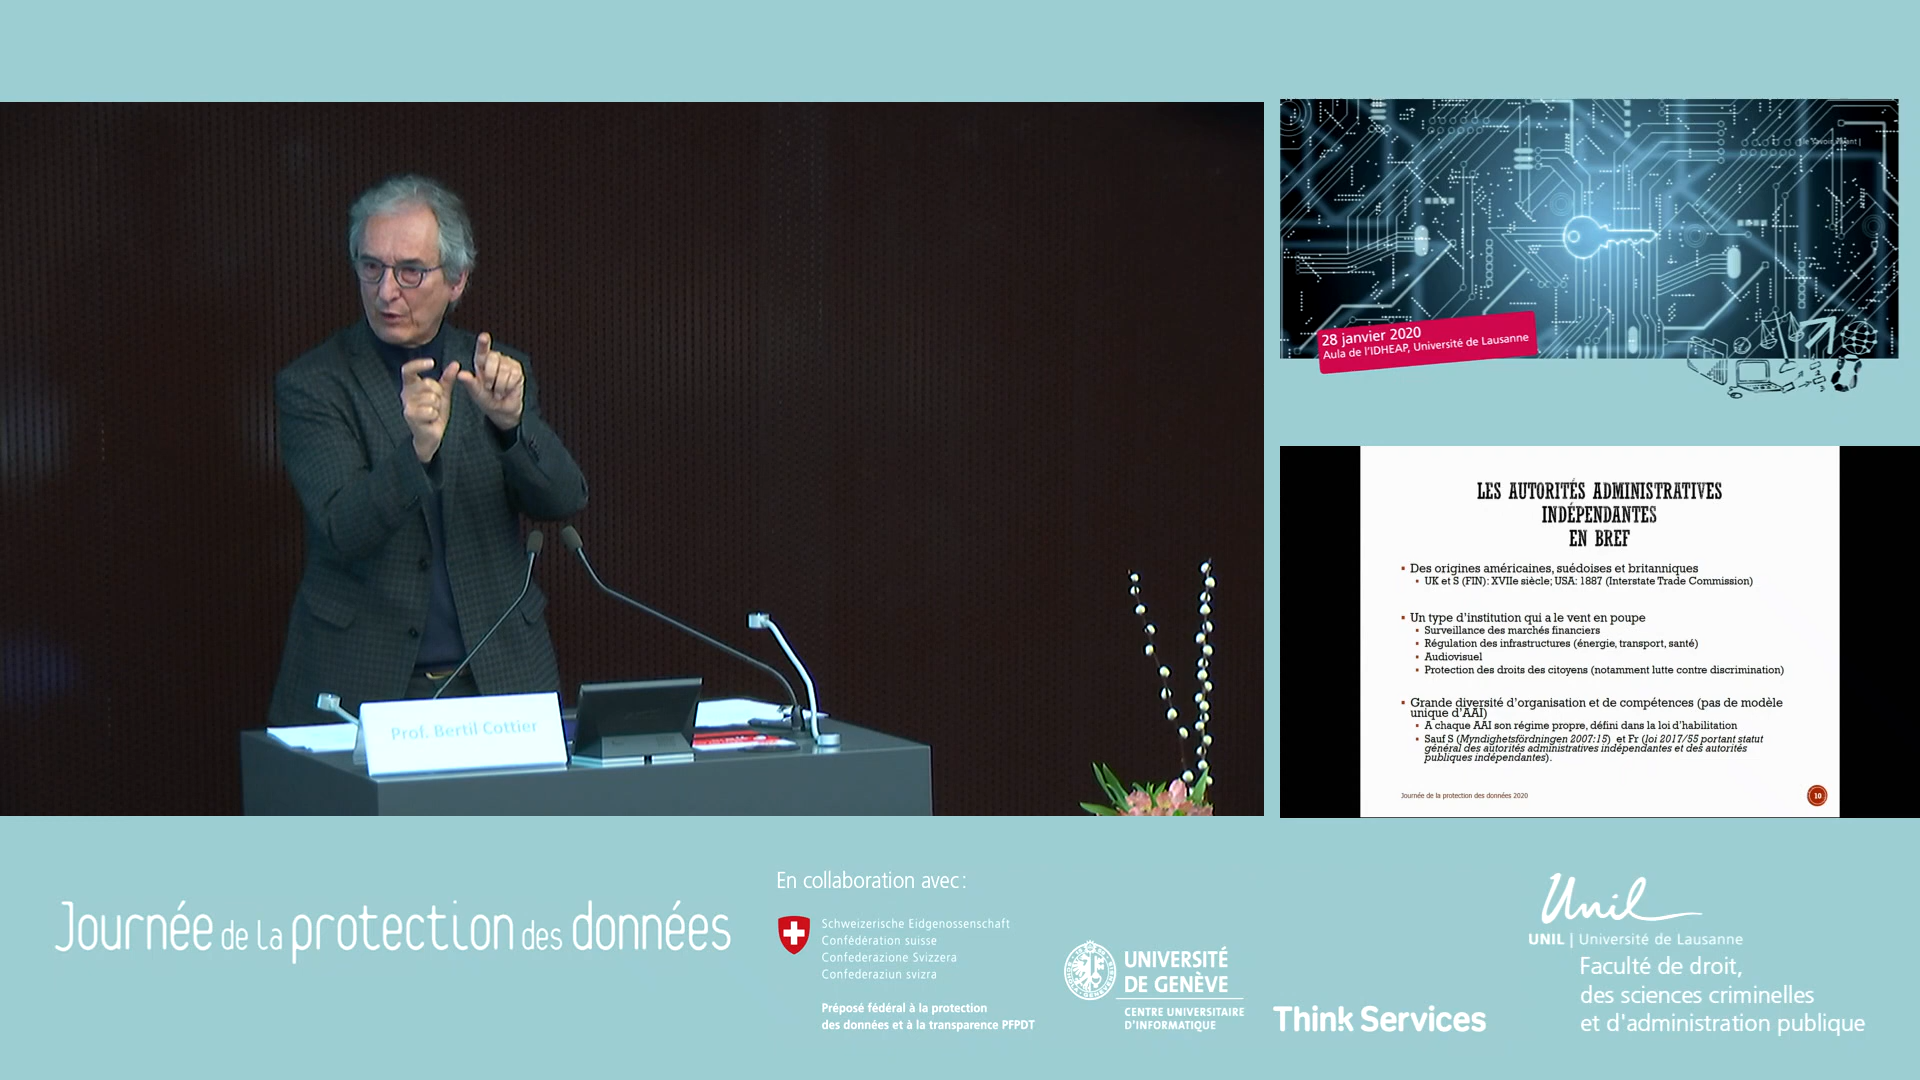 Prof. Bertil Cottier
28 janvier 2020
Aula de l'IDHEAP, Université de Lausanne
LES AUTORITÉS ADMINISTRATIVES
INDÉPENDANTES
EN BREF
Des origines américaines, suédoises et britanniques
UK et S (FIN): XVIIe siècle; USA: 1887 (Interstate Trade Commission)
Un type d'institution qui a le vent en poupe
Surveillance des marchés financiers
Régulation des infrastructures (énergie, transport, santé)
Audiovisuel
Protection des droits des citoyens (notamment lutte contre discrimination)
Grande diversité d'organisation et de compétences (pas de modèle
unique d'AAI)
A chaque AAI son régime propre, défini dans la loi d'habilitation
Sauf S (Myndighetsfördningen 2007:15) et Fr (loi 2017/55 portant statut
général des autorités administratives indépendantes et des autorités
publiques indépendantes).
Journée de la protection des données 2020
10
Journée de la protection des données
En collaboration avec :
Schweizerische Eidgenossenschaft
Confédération suisse
Confederazione Svizzera
Confederaziun svizra
Préposé fédéral à la protection
des données et à la transparence PFPDT
UNIVERSITÉ
DE GENÈVE
CENTRE UNIVERSITAIRE
D'INFORMATIQUE
Think Services
Unil
UNIL | Université de Lausanne
Faculté de droit,
des sciences criminelles
et d'administration publique